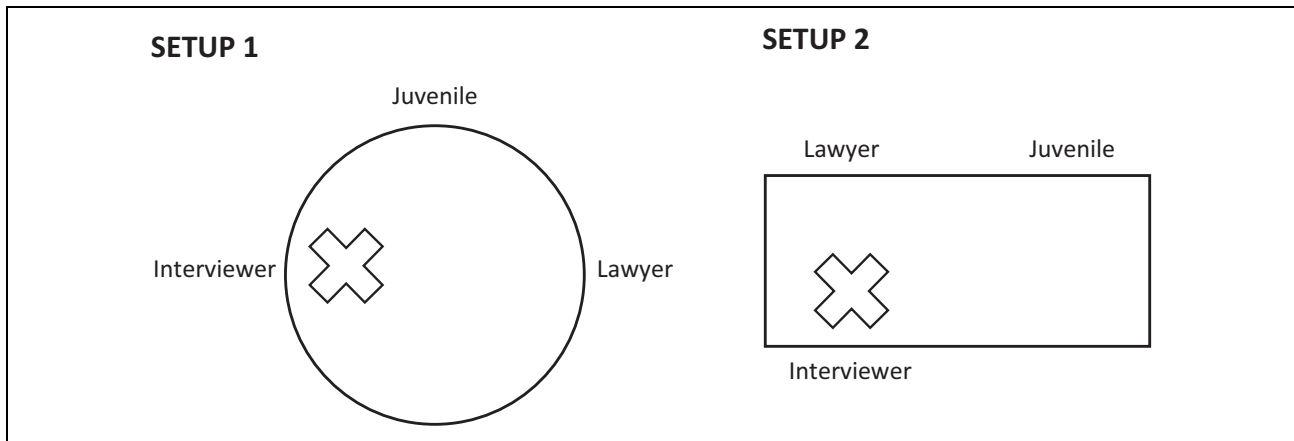 SETUP 1
Juvenile
Interviewer
Lawyer
SETUP 2
Lawyer
Juvenile
Interviewer